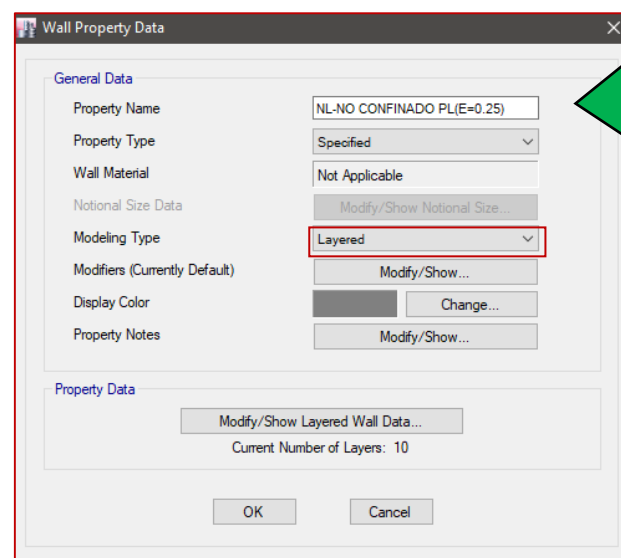 Wall Property Data
General Data
Property Name NL-NO CONFINADO PL(E=0.25)
Property Type Specified
Wall Material Not Applicable
Notional Size Data Modify/Show Notional Size...
Modeling Type Layered
Modifiers (Currently Default) Modify/Show...
Display Color Change...
Property Notes Modify/Show...
Property Data
Modify/Show Layered Wall Data...
Current Number of Layers: 10
OK Cancel